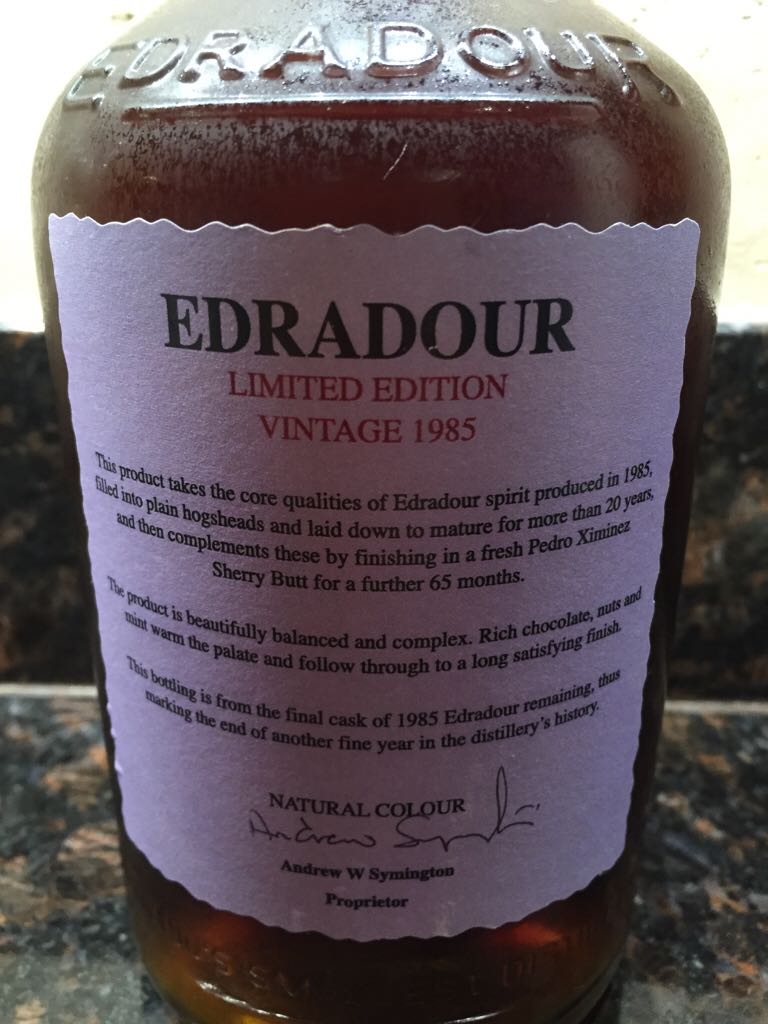 EDRADOUR
EDRADOUR
LIMITED EDITION
VINTAGE 1985
This product takes the core qualities of Edradour spirit produced in 1985,
filled into plain hogsheads and laid down to mature for more than 20 years,
and then complements these by finishing in a fresh Pedro Ximinez
Sherry Butt for a further 65 months.
The product is beautifully balanced and complex. Rich chocolate, nuts and
mint warm the palate and follow through to a long satisfying finish.
This bottling is from the final cask of 1985 Edradour remaining, thus
marking the end of another fine year in the distillery's history.
NATURAL COLOUR
Andrew W Symington
Proprietor